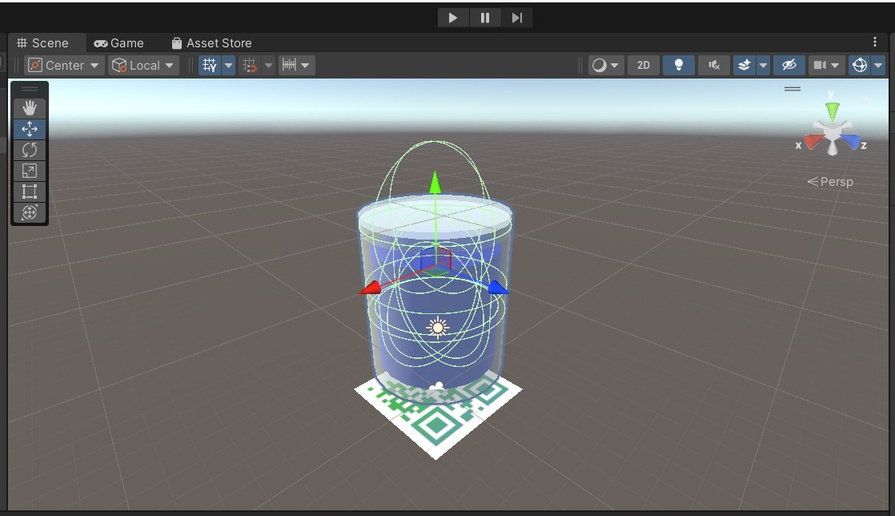 Scene Game Asset Store
Center Local 2D
y
x z
Persp